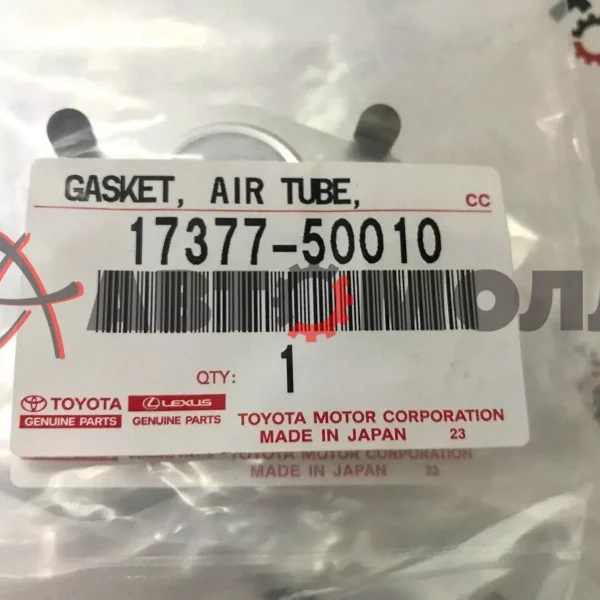 GASKET, AIR TUBE,
CC
17377-50010
АВТОМОЛЛ
QTY: 1
TOYOTA LEXUS
GENUINE PARTS GENUINE PARTS
TOYOTA MOTOR CORPORATION
MADE IN JAPAN 23
TOYOTA MOTOR CORPORATION
MADE IN JAPAN 23